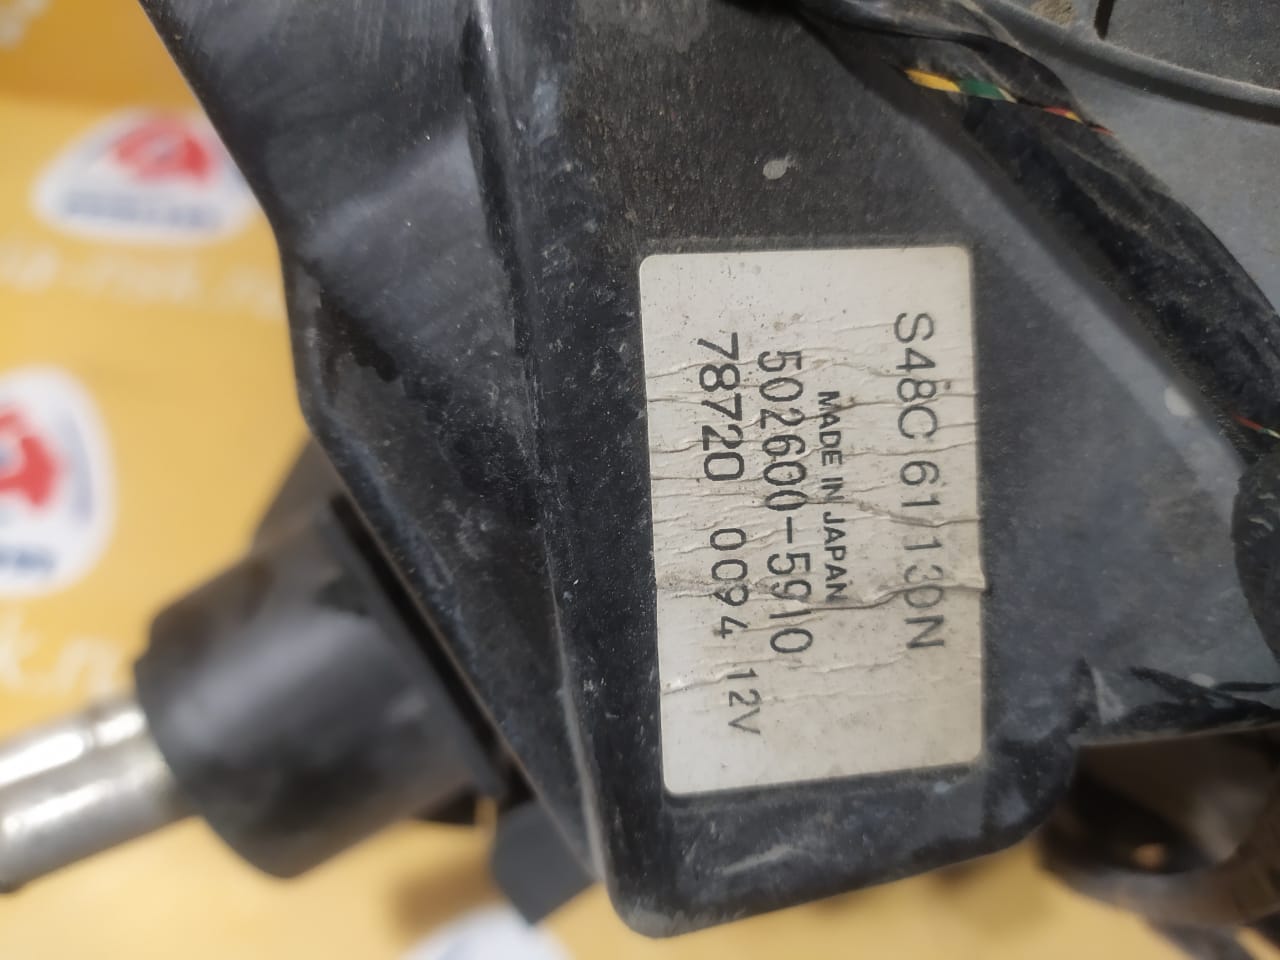 S48C 61 130N
MADE IN JAPAN
502600-5910
78720 0094 12V